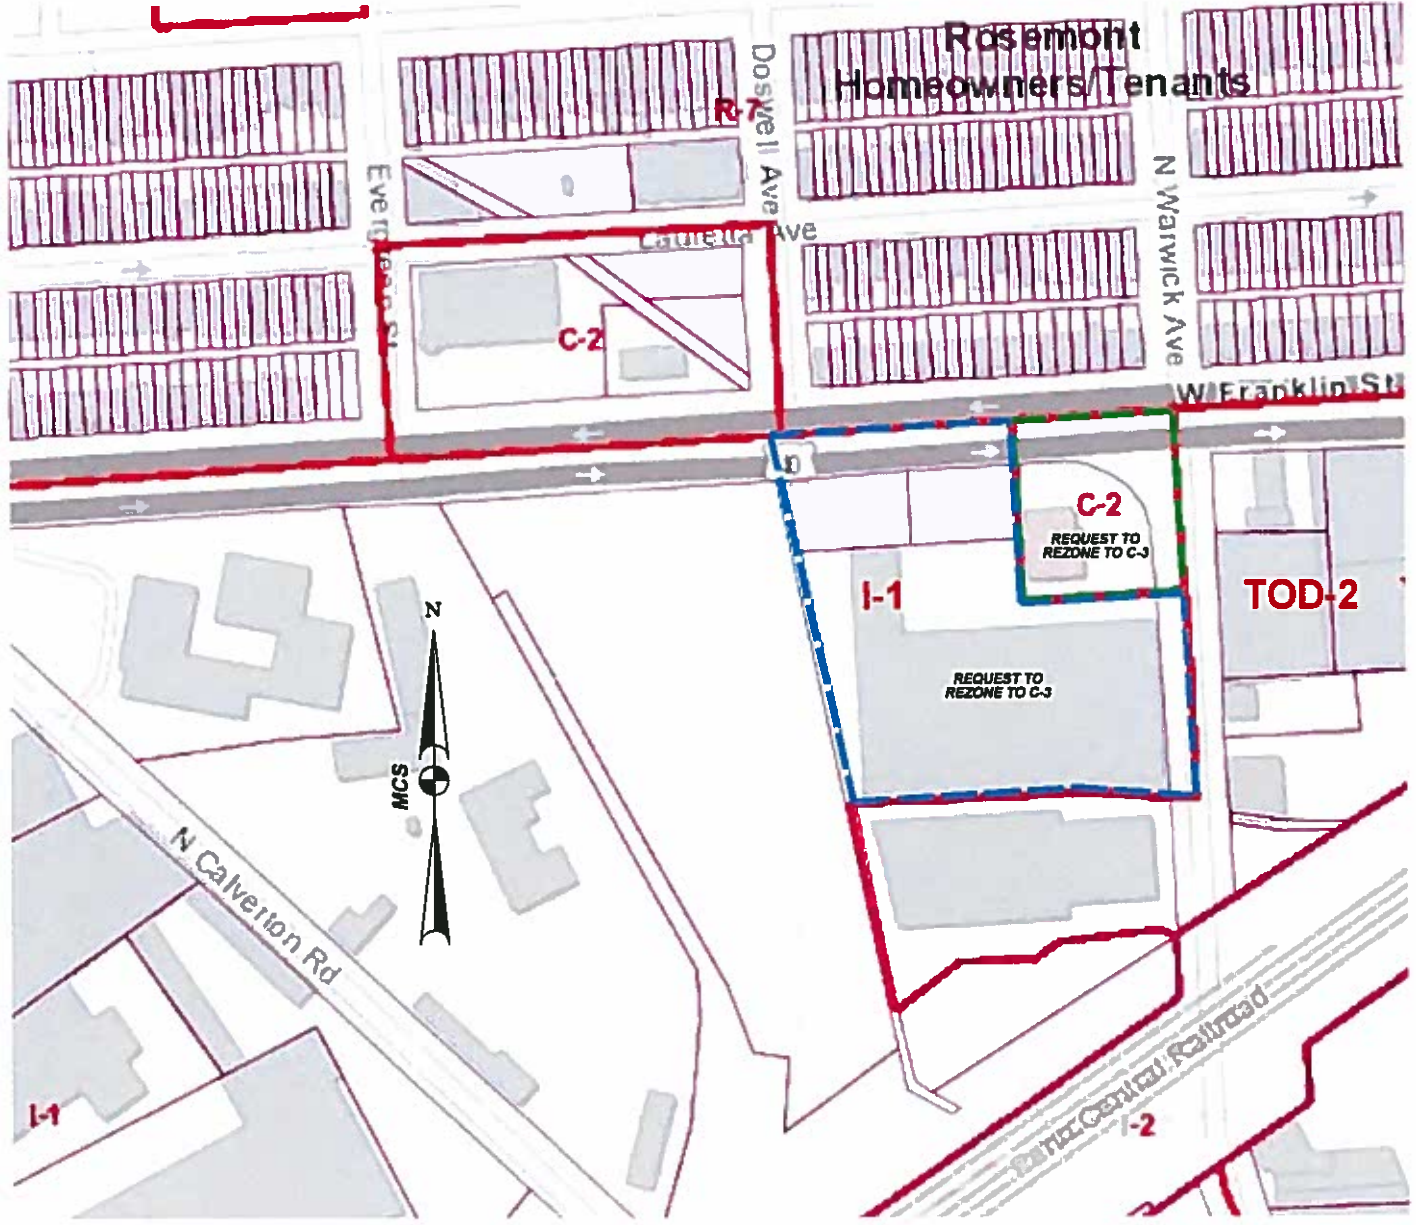 Rosemont
Homeowners/Tenants
R-7
Doswell Ave
Evergreen St
Lauretta Ave
N Warwick Ave
C-2
W Franklin St
C-2
REQUEST TO
REZONE TO C-3
I-1
TOD-2
REQUEST TO
REZONE TO C-3
N
MCS
N Calverton Rd
I-1
Penn Central Railroad
I-2